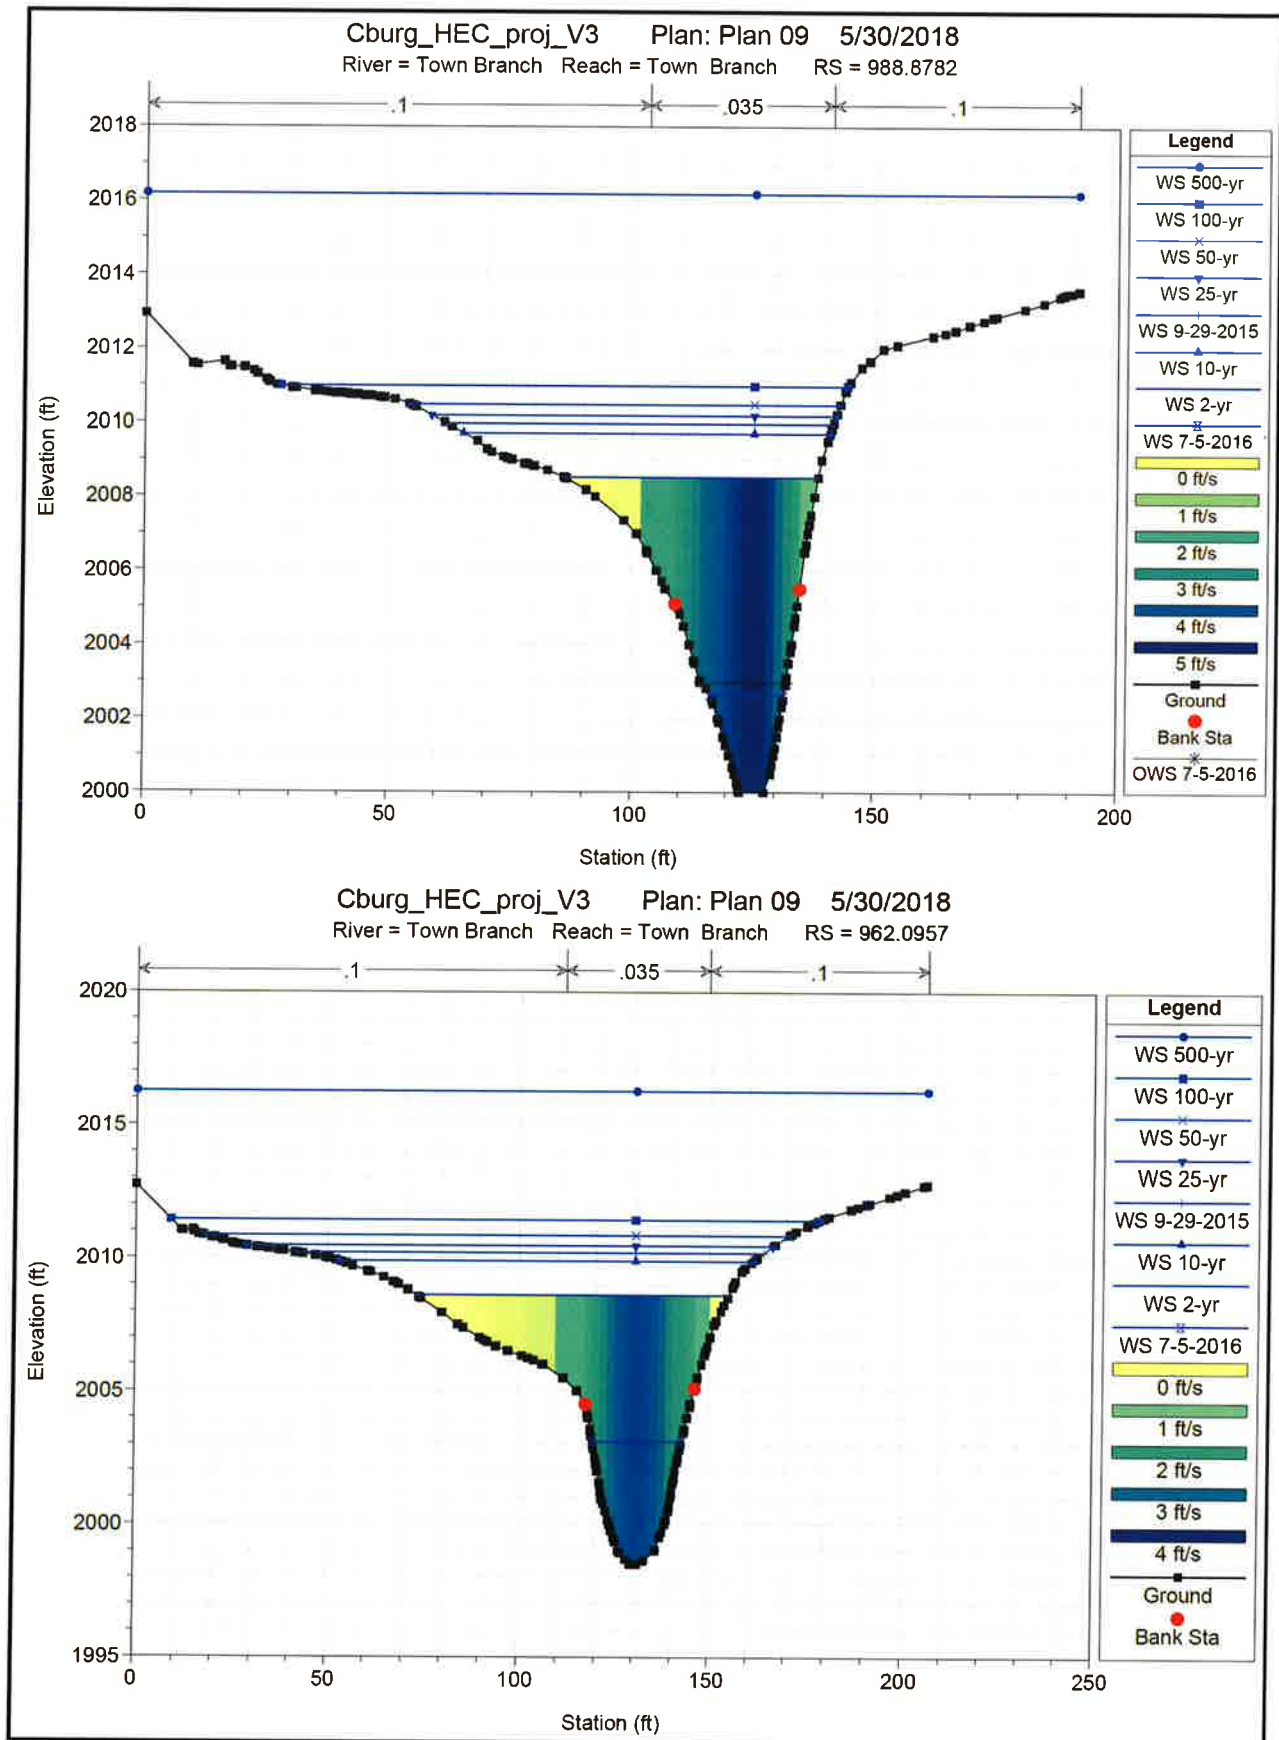 Cburg_HEC_proj_V3 Plan: Plan 09 5/30/2018
River = Town Branch Reach = Town Branch RS = 988.8782
.1 .035 .1
2018
2016
2014
2012
2010
2008
2006
2004
2002
2000
Elevation (ft)
0 50 100 150 200
Station (ft)
Legend
WS 500-yr
WS 100-yr
WS 50-yr
WS 25-yr
WS 9-29-2015
WS 10-yr
WS 2-yr
WS 7-5-2016
0 ft/s
1 ft/s
2 ft/s
3 ft/s
4 ft/s
5 ft/s
Ground
Bank Sta
OWS 7-5-2016
Cburg_HEC_proj_V3 Plan: Plan 09 5/30/2018
River = Town Branch Reach = Town Branch RS = 962.0957
.1 .035 .1
2020
2015
2010
2005
2000
1995
Elevation (ft)
0 50 100 150 200 250
Station (ft)
Legend
WS 500-yr
WS 100-yr
WS 50-yr
WS 25-yr
WS 9-29-2015
WS 10-yr
WS 2-yr
WS 7-5-2016
0 ft/s
1 ft/s
2 ft/s
3 ft/s
4 ft/s
Ground
Bank Sta